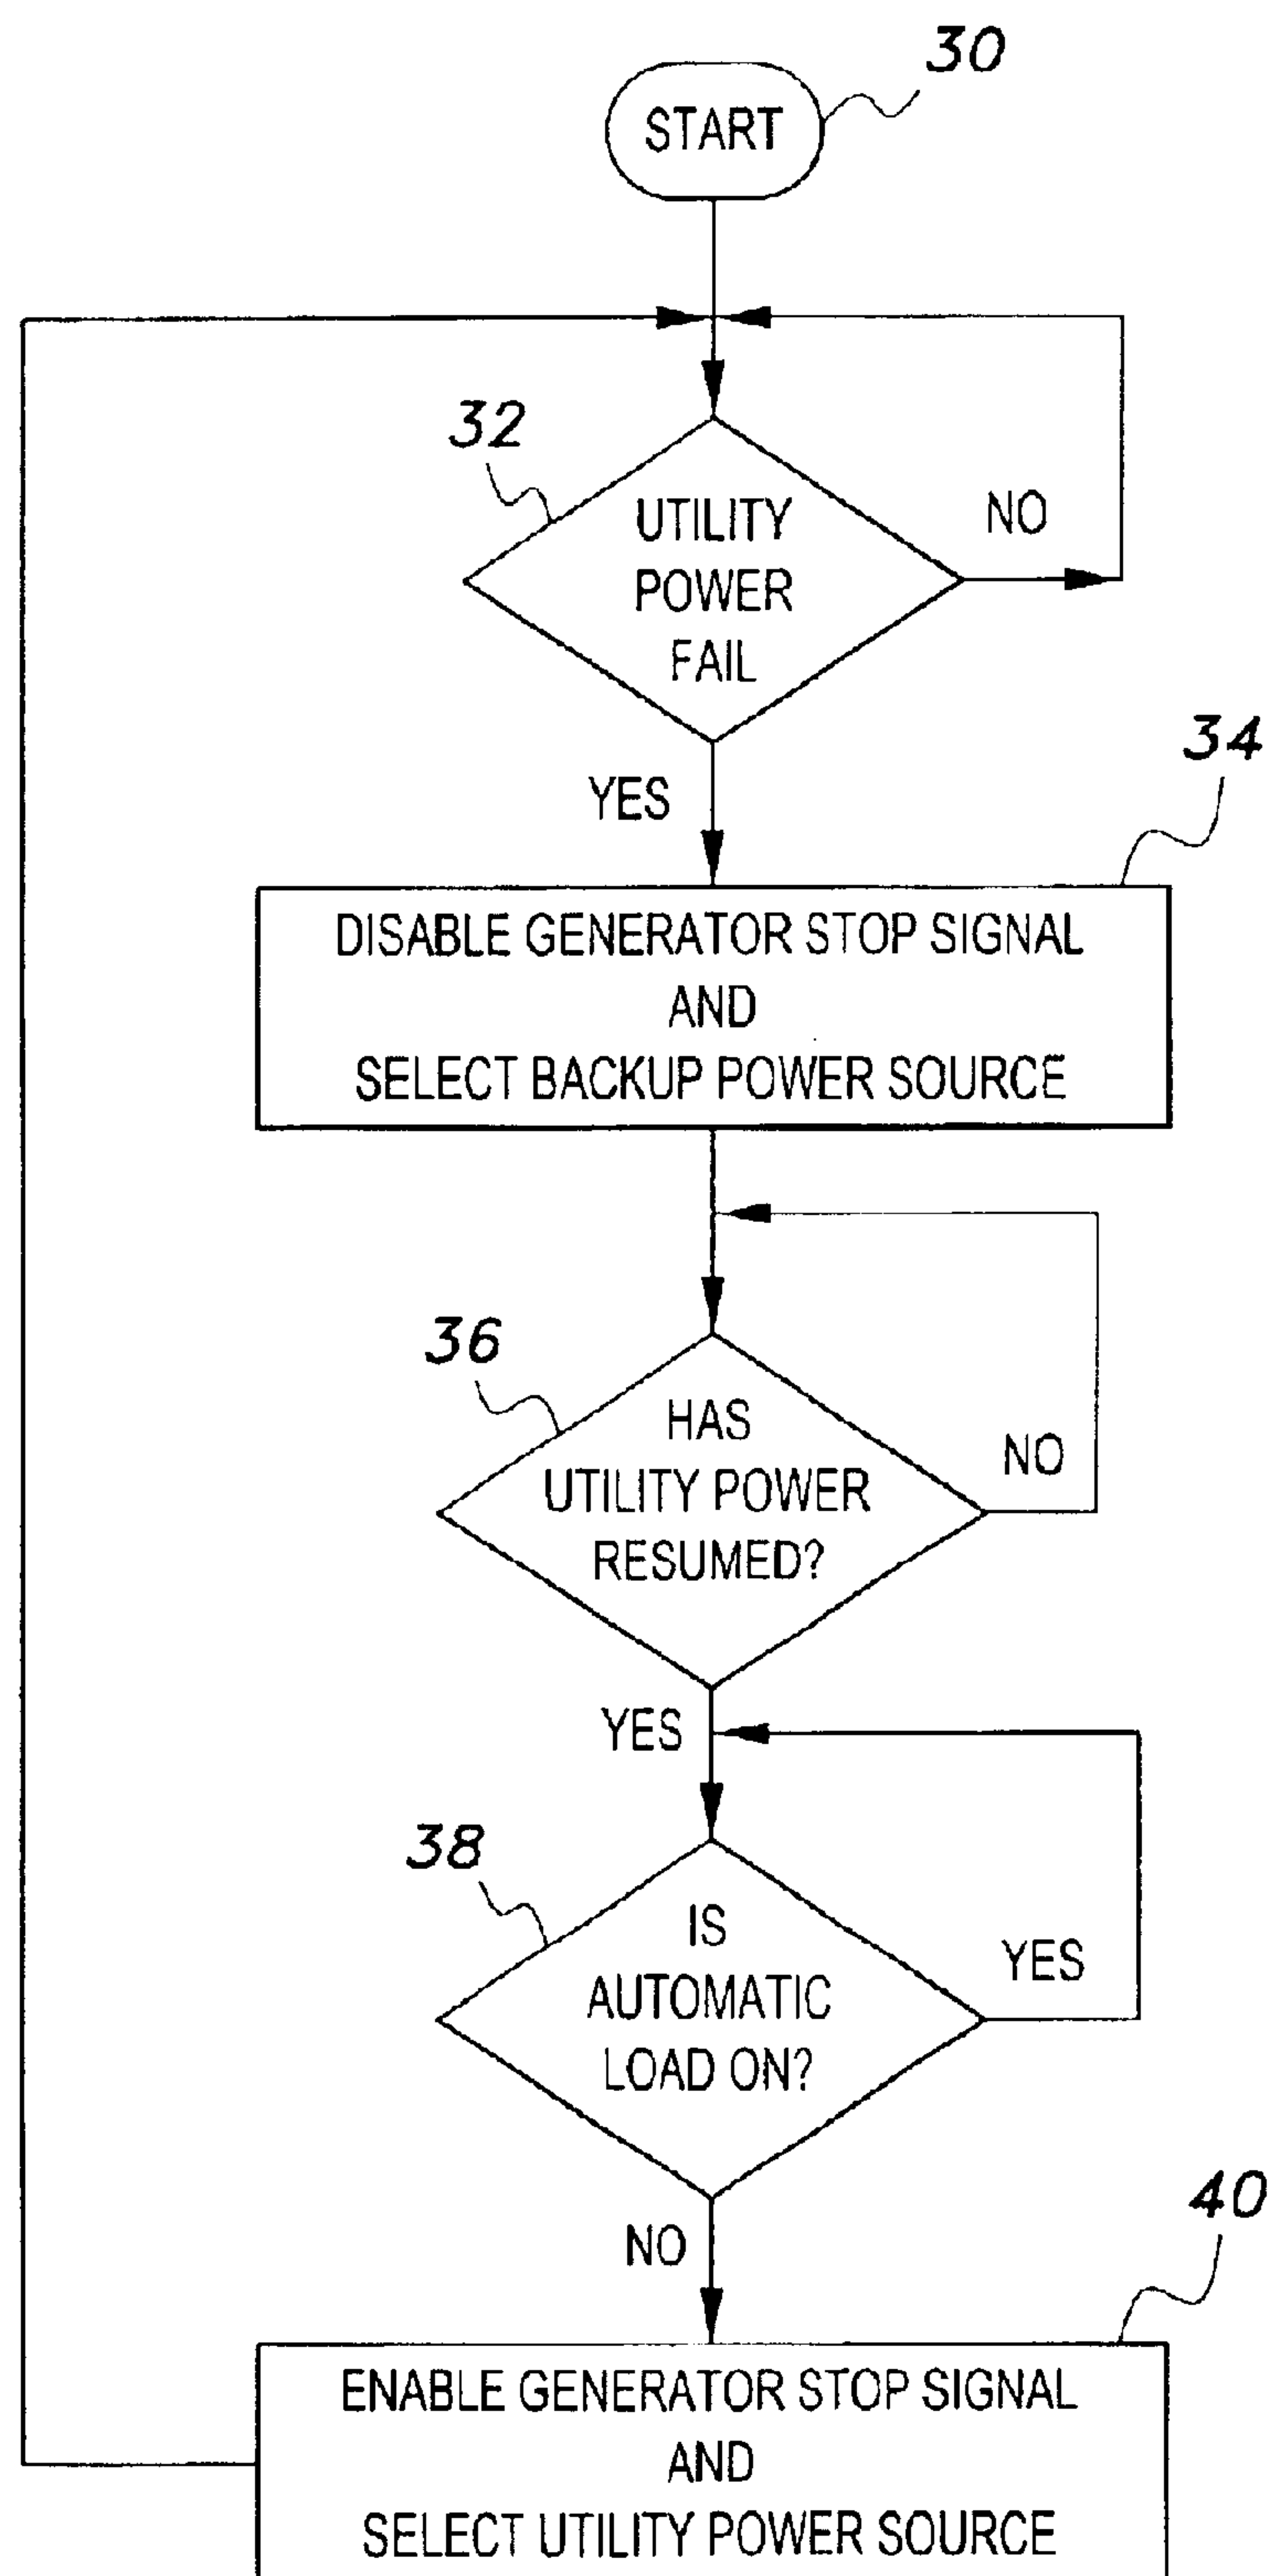 30
START
32
UTILITY
POWER
FAIL
NO
YES
34
DISABLE GENERATOR STOP SIGNAL
AND
SELECT BACKUP POWER SOURCE
36
HAS
UTILITY POWER
RESUMED?
NO
YES
38
IS
AUTOMATIC
LOAD ON?
YES
NO
40
ENABLE GENERATOR STOP SIGNAL
AND
SELECT UTILITY POWER SOURCE